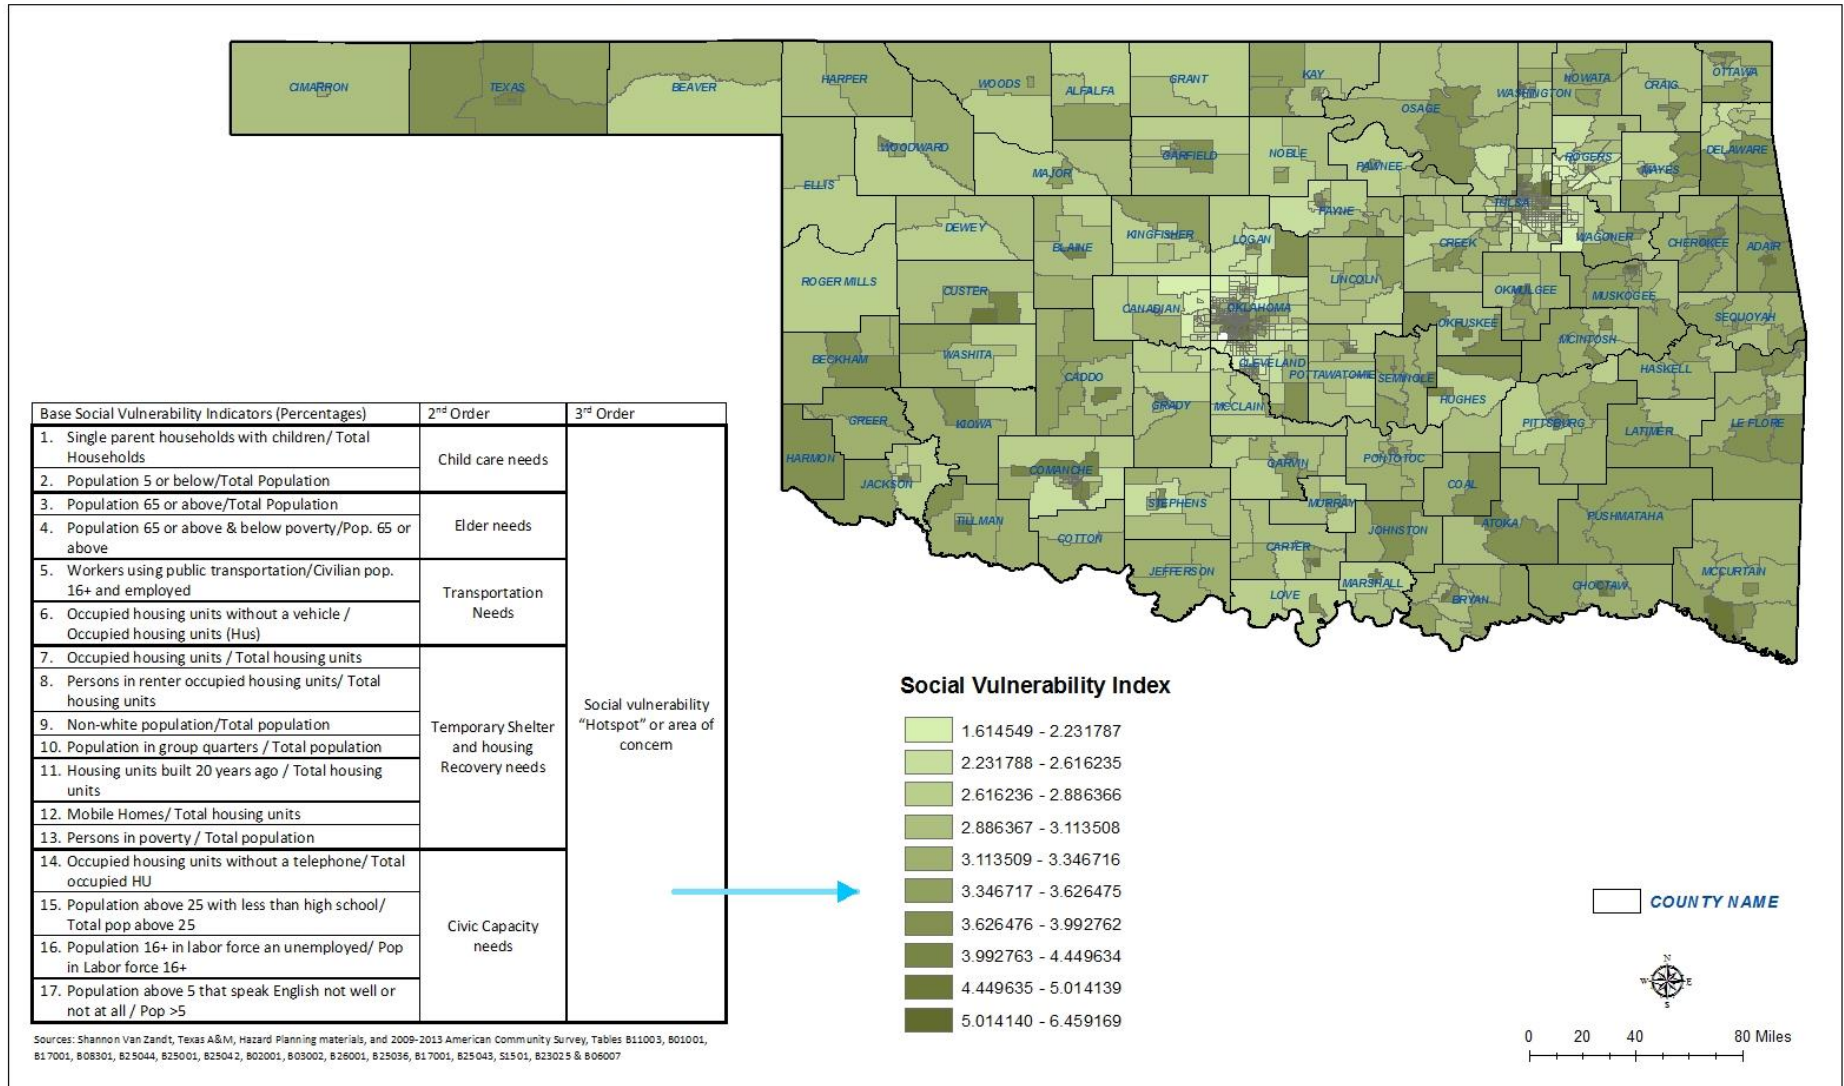 CIMARRON
TEXAS
BEAVER
HARPER
WOODS
ALFALFA
GRANT
KAY
OSAGE
WASHINGTON
NOWATA
CRAIG
OTTAWA
WOODWARD
GARFIELD
NOBLE
PAWNEE
ROGERS
MAYES
DELAWARE
ELLIS
MAJOR
PAYNE
TULSA
DEWEY
BLAINE
KINGFISHER
LOGAN
CREEK
WAGONER
CHEROKEE
ADAIR
ROGER MILLS
CUSTER
CANADIAN
OKLAHOMA
LINCOLN
OKMULGEE
MUSKOGEE
OKFUSKEE
SEQUOYAH
BECKHAM
WASHITA
CADDO
CLEVELAND
POTTAWATOMIE
SEMINOLE
MCINTOSH
HASKELL
GREER
KIOWA
GRADY
MCCLAIN
HUGHES
PITTSBURG
LATIMER
LE FLORE
HARMON
JACKSON
COMANCHE
GARVIN
PONTOTOC
COAL
TILLMAN
STEPHENS
MURRAY
JOHNSTON
ATOKA
PUSHMATAHA
COTTON
JEFFERSON
CARTER
LOVE
MARSHALL
BRYAN
CHOCTAW
MCCURTAIN
Base Social Vulnerability Indicators (Percentages)
2nd Order
3rd Order
1. Single parent households with children/ Total
Households
2. Population 5 or below/Total Population
Child care needs
3. Population 65 or above/Total Population
4. Population 65 or above & below poverty/Pop. 65 or
above
Elder needs
5. Workers using public transportation/Civilian pop.
16+ and employed
6. Occupied housing units without a vehicle /
Occupied housing units (Hus)
Transportation
Needs
7. Occupied housing units / Total housing units
8. Persons in renter occupied housing units/ Total
housing units
9. Non-white population/Total population
10. Population in group quarters / Total population
11. Housing units built 20 years ago / Total housing
units
12. Mobile Homes/ Total housing units
13. Persons in poverty / Total population
Temporary Shelter
and housing
Recovery needs
14. Occupied housing units without a telephone/ Total
occupied HU
15. Population above 25 with less than high school/
Total pop above 25
16. Population 16+ in labor force an unemployed/ Pop
in Labor force 16+
17. Population above 5 that speak English not well or
not at all / Pop >5
Civic Capacity
needs
Social vulnerability
"Hotspot" or area of
concern
Sources: Shannon Van Zandt, Texas A&M, Hazard Planning materials, and 2009-2013 American Community Survey, Tables B11003, B01001,
B17001, B08301, B25044, B25001, B25042, B02001, B03002, B26001, B25036, B17001, B25043, S1501, B23025 & B06007
Social Vulnerability Index
1.614549 - 2.231787
2.231788 - 2.616235
2.616236 - 2.886366
2.886367 - 3.113508
3.113509 - 3.346716
3.346717 - 3.626475
3.626476 - 3.992762
3.992763 - 4.449634
4.449635 - 5.014139
5.014140 - 6.459169
COUNTY NAME
N
W E
S
0 20 40 80 Miles